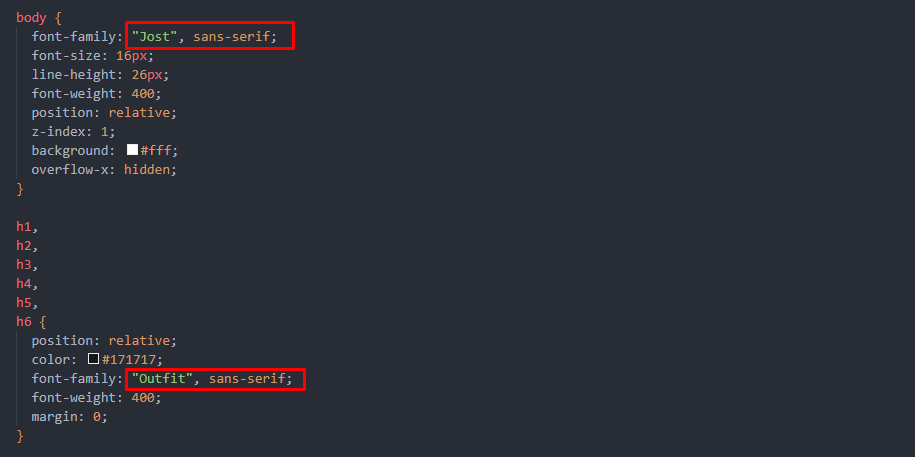 body {
  font-family: "Jost", sans-serif;
  font-size: 16px;
  line-height: 26px;
  font-weight: 400;
  position: relative;
  z-index: 1;
  background: #fff;
  overflow-x: hidden;
}

h1,
h2,
h3,
h4,
h5,
h6 {
  position: relative;
  color: #171717;
  font-family: "Outfit", sans-serif;
  font-weight: 400;
  margin: 0;
}